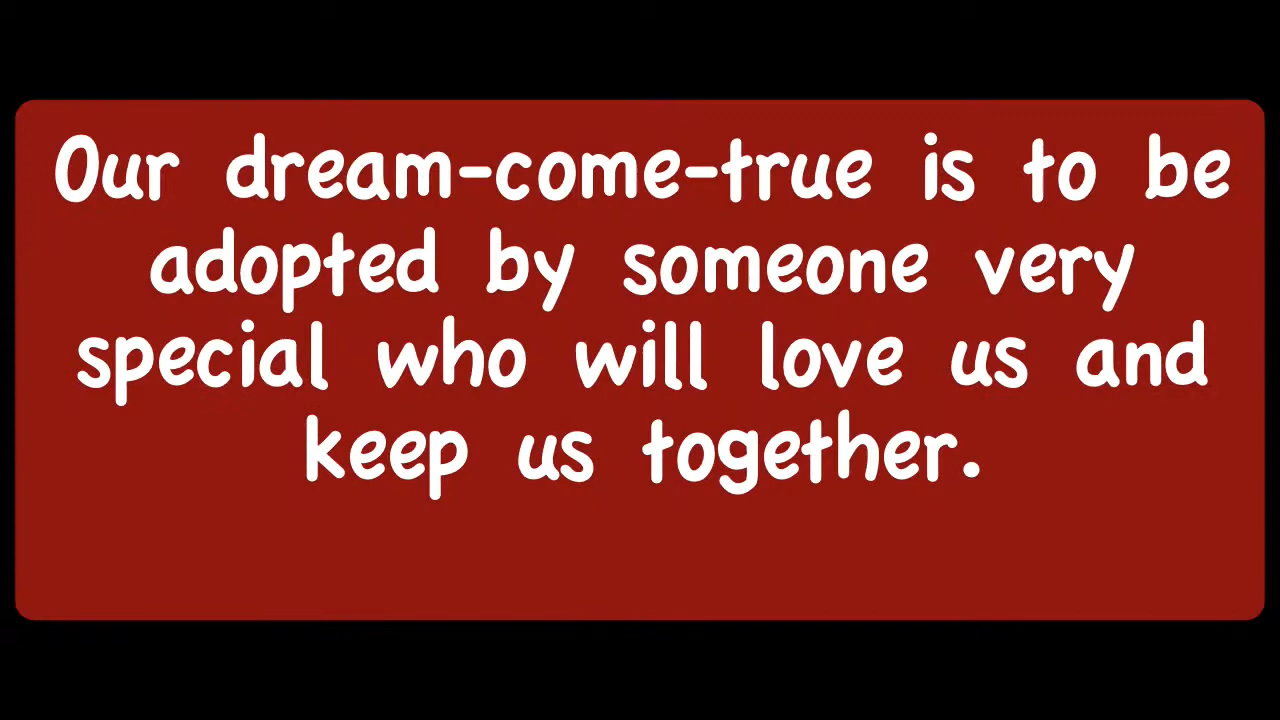 Our dream-come-true is to be
adopted by someone very
special who will love us and
keep us together.